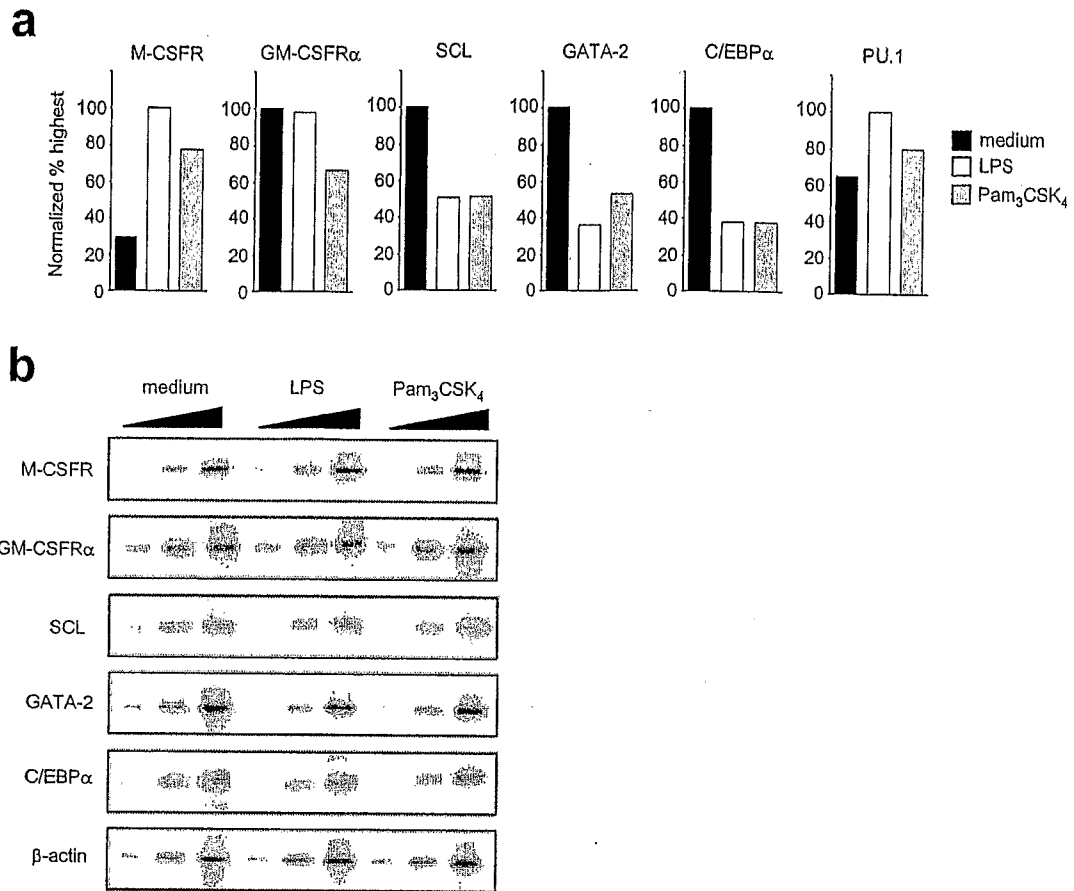 a
M-CSFR GM-CSFRα SCL GATA-2 C/EBPα PU.1
Normalized % highest
100 80 60 40 20 0
100 80 60 40 20 0
100 80 60 40 20 0
100 80 60 40 20 0
100 80 60 40 20 0
100 80 60 40 20 0
medium
LPS
Pam₃CSK₄
b
medium LPS Pam₃CSK₄
M-CSFR
GM-CSFRα
SCL
GATA-2
C/EBPα
β-actin